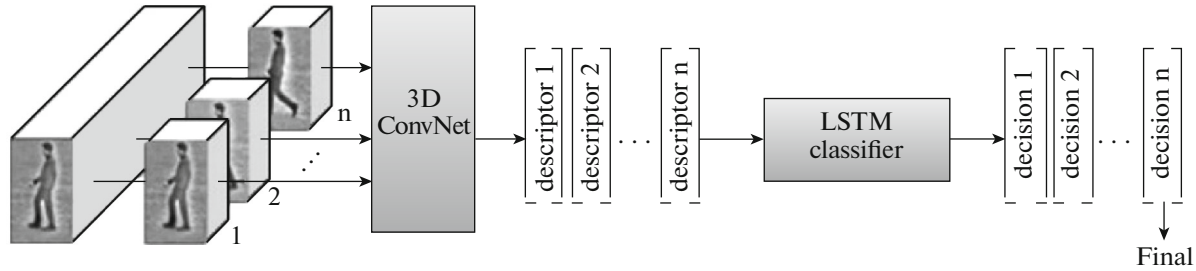 1
2
n
3D
ConvNet
descriptor 1
descriptor 2
. . .
descriptor n
LSTM
classifier
decision 1
decision 2
. . .
decision n
Final